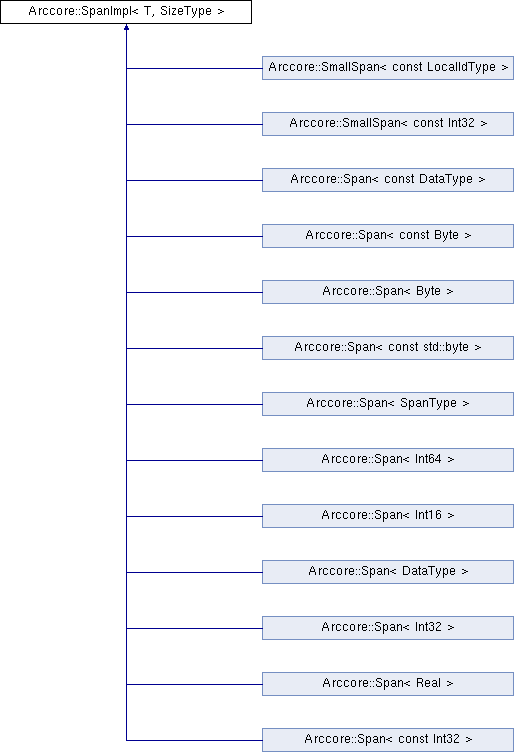 Arccore::SpanImpl< T, SizeType >
Arccore::SmallSpan< const LocalIdType >
Arccore::SmallSpan< const Int32 >
Arccore::Span< const DataType >
Arccore::Span< const Byte >
Arccore::Span< Byte >
Arccore::Span< const std::byte >
Arccore::Span< SpanType >
Arccore::Span< Int64 >
Arccore::Span< Int16 >
Arccore::Span< DataType >
Arccore::Span< Int32 >
Arccore::Span< Real >
Arccore::Span< const Int32 >